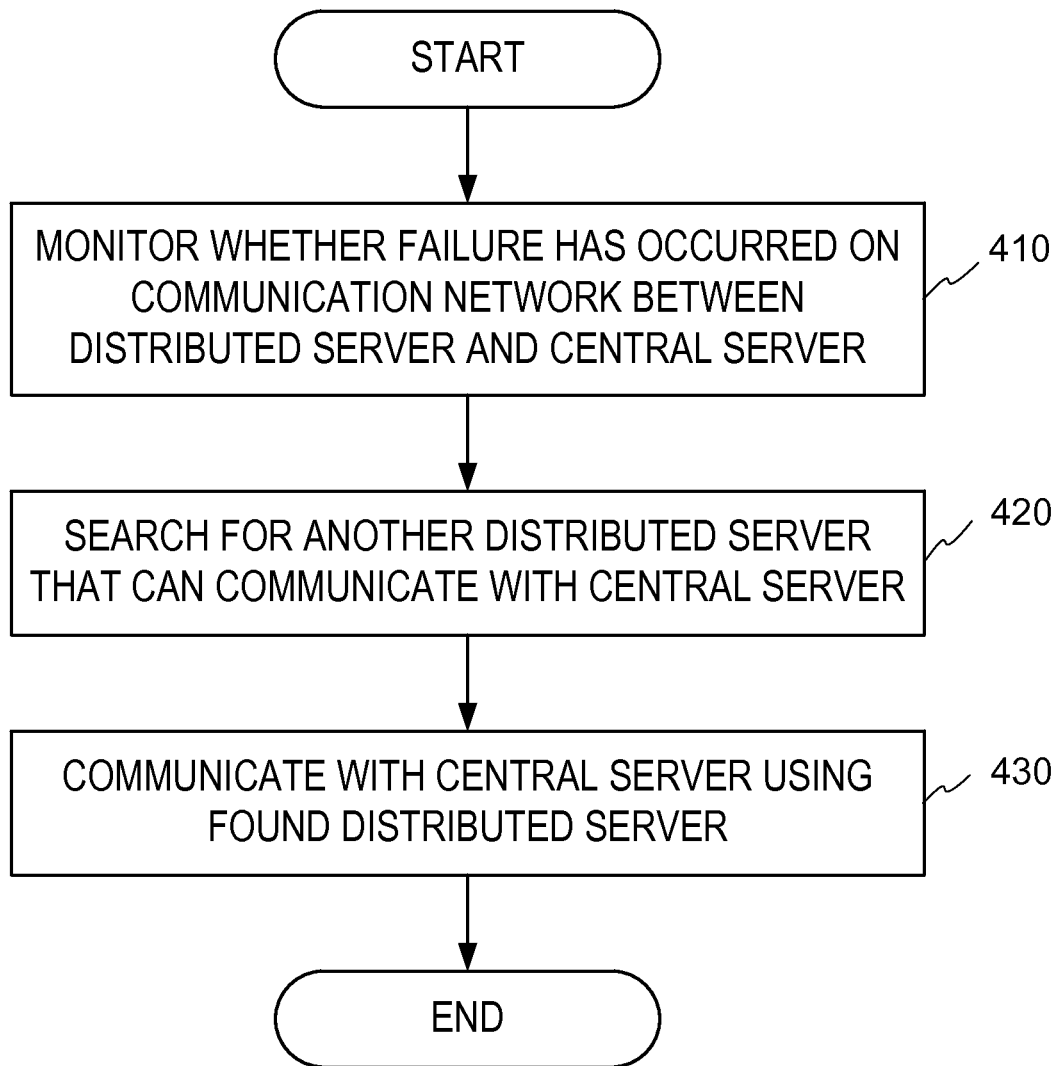 START
MONITOR WHETHER FAILURE HAS OCCURRED ON
COMMUNICATION NETWORK BETWEEN
DISTRIBUTED SERVER AND CENTRAL SERVER
410
SEARCH FOR ANOTHER DISTRIBUTED SERVER
THAT CAN COMMUNICATE WITH CENTRAL SERVER
420
COMMUNICATE WITH CENTRAL SERVER USING
FOUND DISTRIBUTED SERVER
430
END